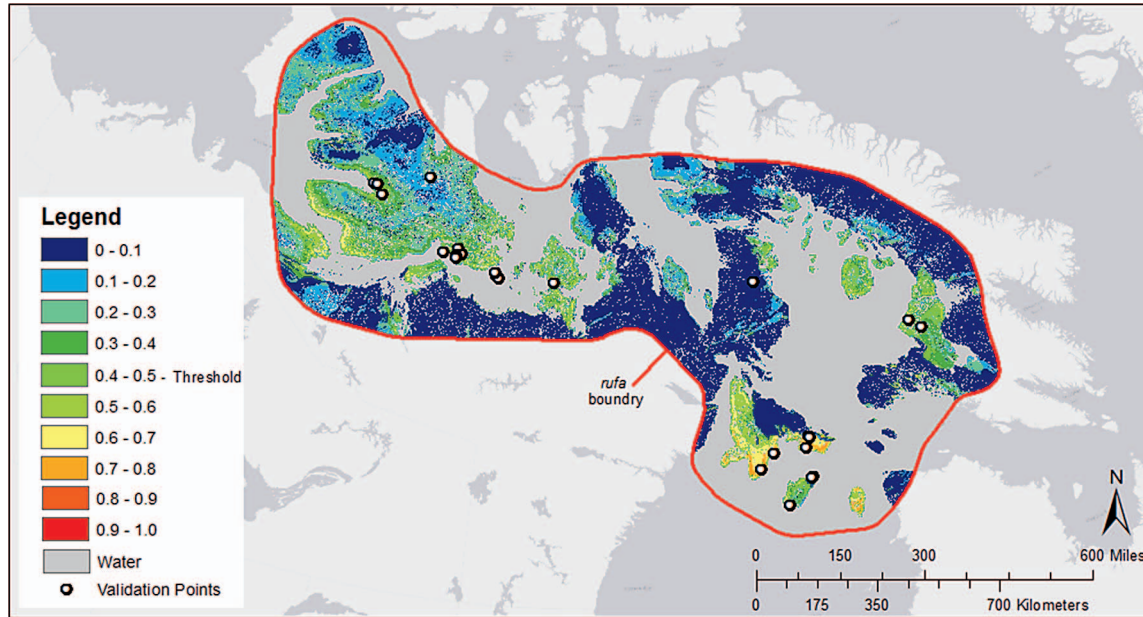 Legend
0 - 0.1
0.1 - 0.2
0.2 - 0.3
0.3 - 0.4
0.4 - 0.5 - Threshold
0.5 - 0.6
0.6 - 0.7
0.7 - 0.8
0.8 - 0.9
0.9 - 1.0
Water
Validation Points
rufa
boundry
N
0 150 300 600 Miles
0 175 350 700 Kilometers